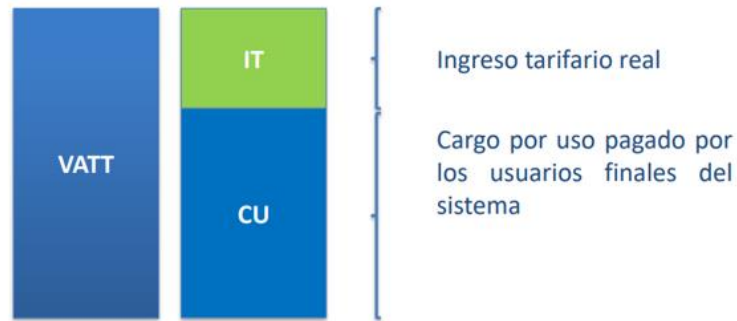 VATT
IT
CU
Ingreso tarifario real
Cargo por uso pagado por
los usuarios finales del
sistema